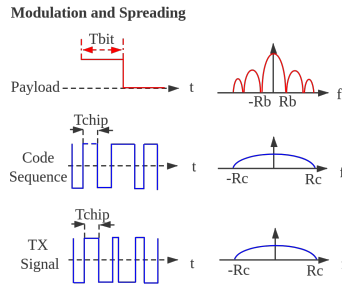 Modulation and Spreading
Tbit
Payload
t
-Rb
Rb
f
Tchip
Code
Sequence
t
-Rc
Rc
f
Tchip
TX
Signal
t
-Rc
Rc
f